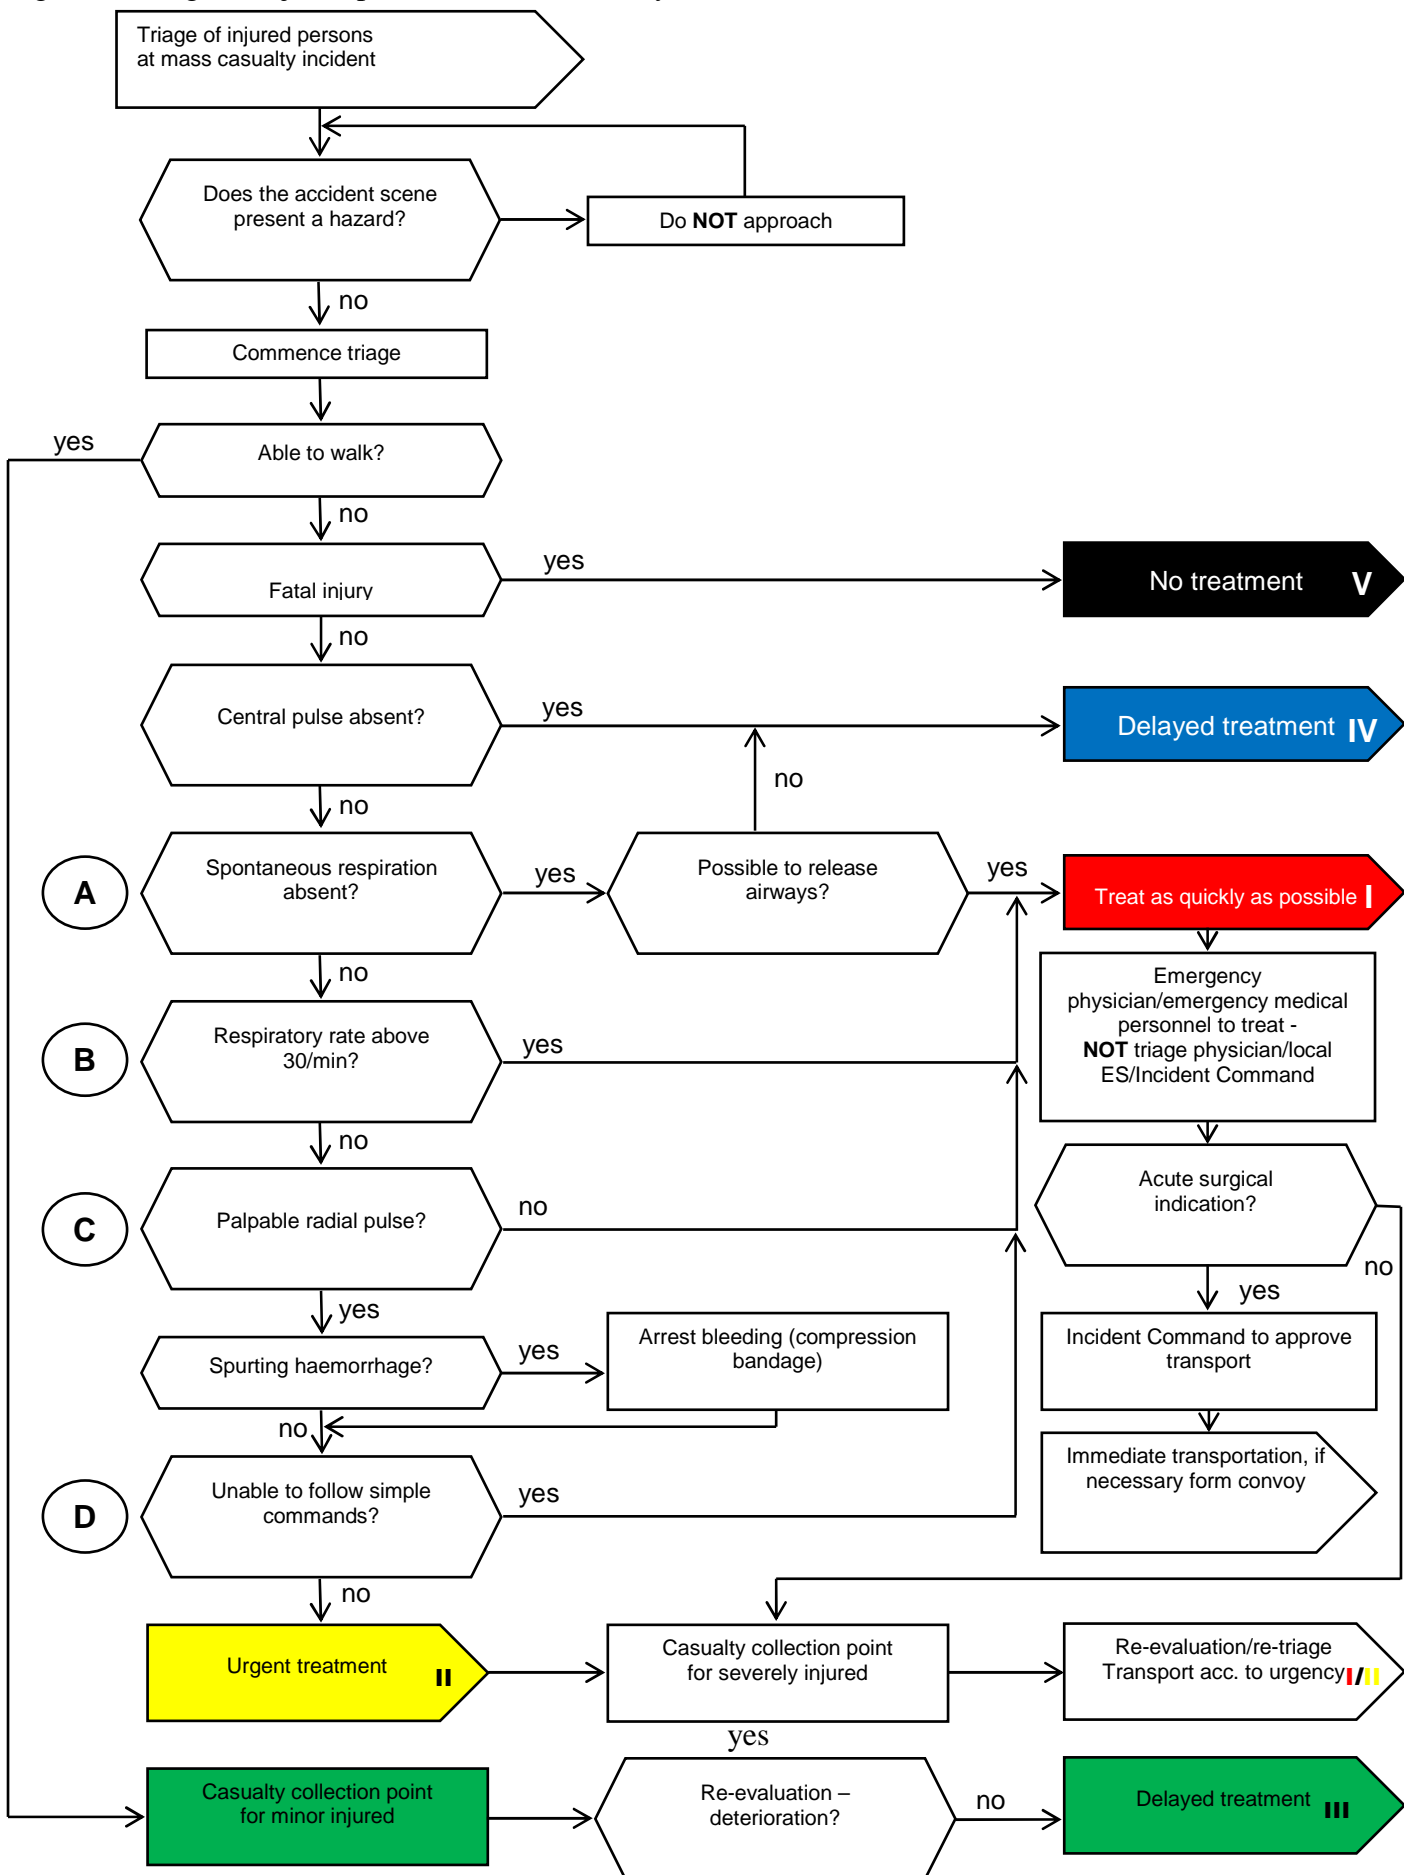 Triage of injured persons
at mass casualty incident
Does the accident scene
present a hazard?
Do NOT approach
no
Commence triage
yes
Able to walk?
no
Fatal injury
yes
No treatment V
no
Central pulse absent?
yes
Delayed treatment IV
no
no
A
Spontaneous respiration
absent?
yes
Possible to release
airways?
yes
Treat as quickly as possible I
no
Emergency
physician/emergency medical
personnel to treat -
NOT triage physician/local
ES/Incident Command
B
Respiratory rate above
30/min?
yes
no
C
Palpable radial pulse?
no
Acute surgical
indication?
no
yes
yes
Spurting haemorrhage?
yes
Arrest bleeding (compression
bandage)
Incident Command to approve
transport
no
Immediate transportation, if
necessary form convoy
D
Unable to follow simple
commands?
yes
no
Urgent treatment II
Casualty collection point
for severely injured
Re-evaluation/re-triage
Transport acc. to urgency I/II
yes
Casualty collection point
for minor injured
Re-evaluation –
deterioration?
no
Delayed treatment III